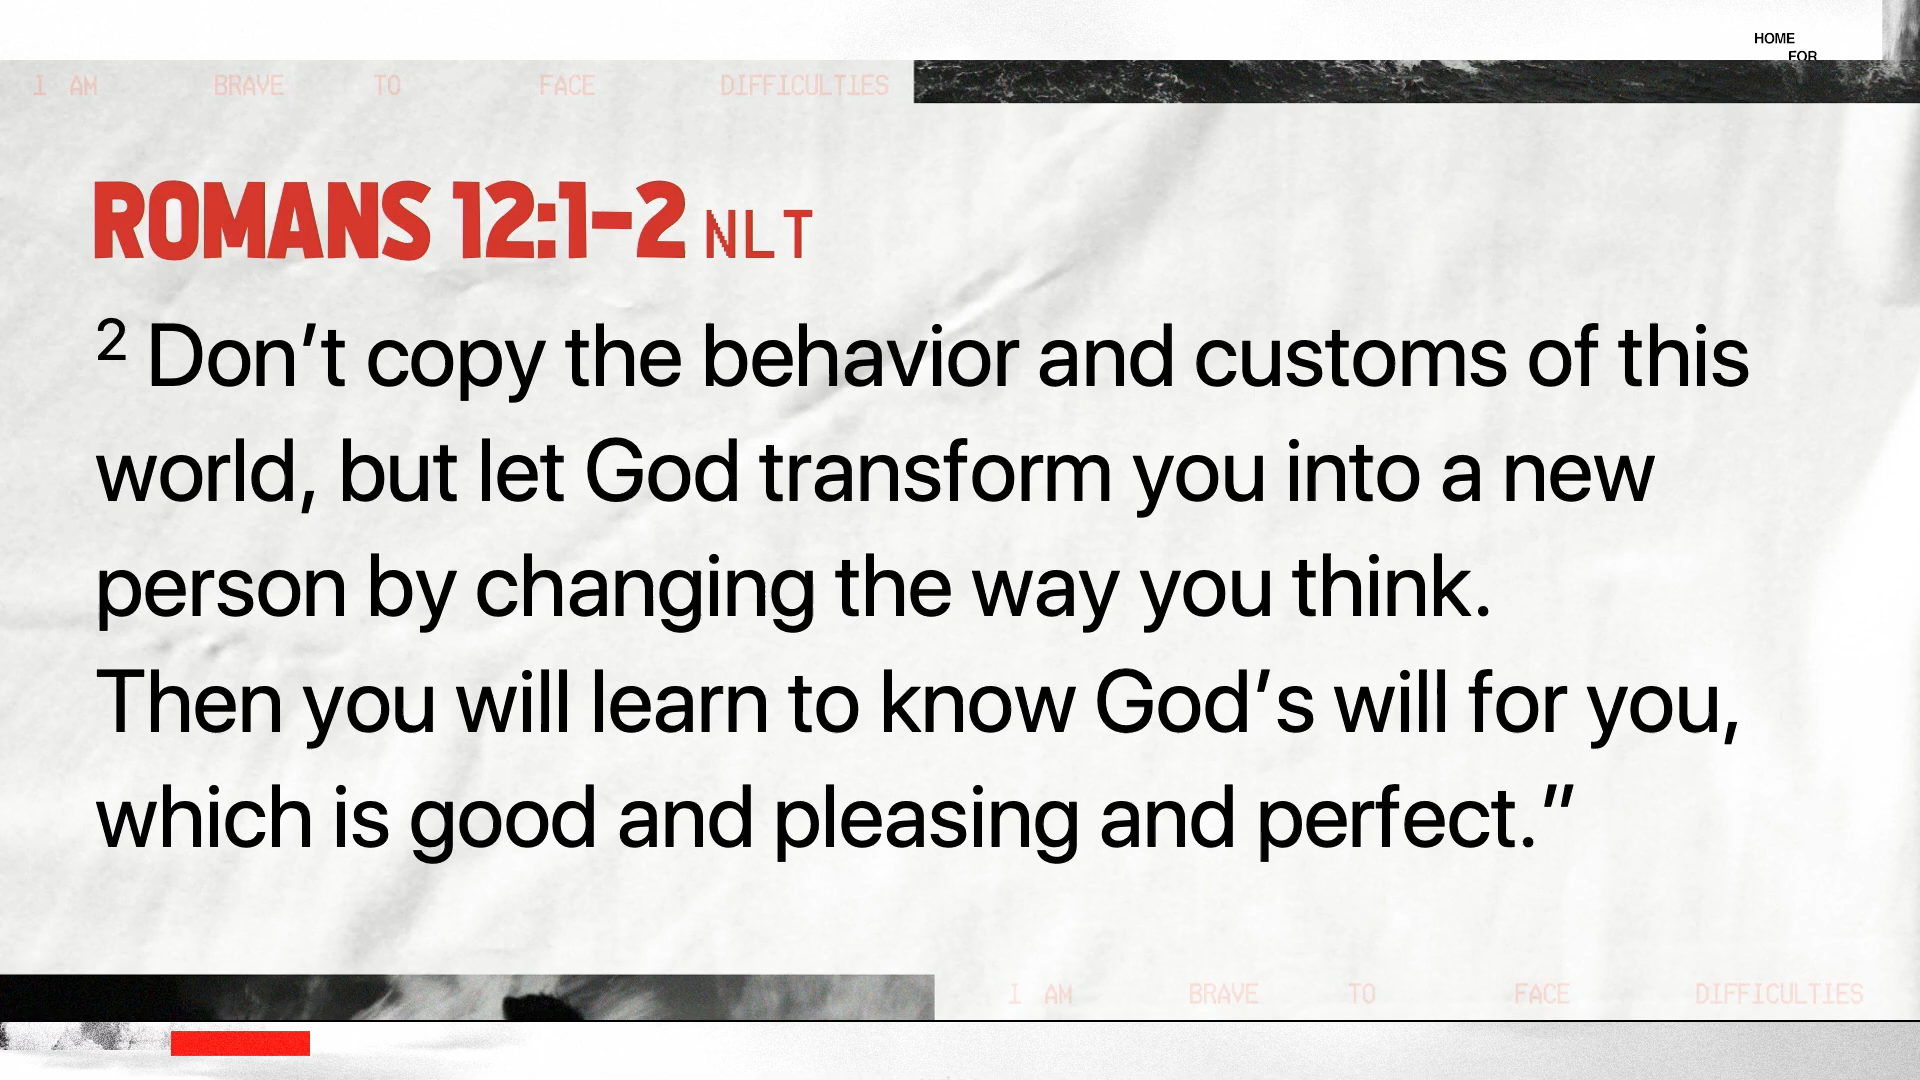 HOME
FOR
I AM BRAVE TO FACE DIFFICULTIES
ROMANS 12:1-2 NLT
2 Don’t copy the behavior and customs of this
world, but let God transform you into a new
person by changing the way you think.
Then you will learn to know God’s will for you,
which is good and pleasing and perfect.”
I AM BRAVE TO FACE DIFFICULTIES